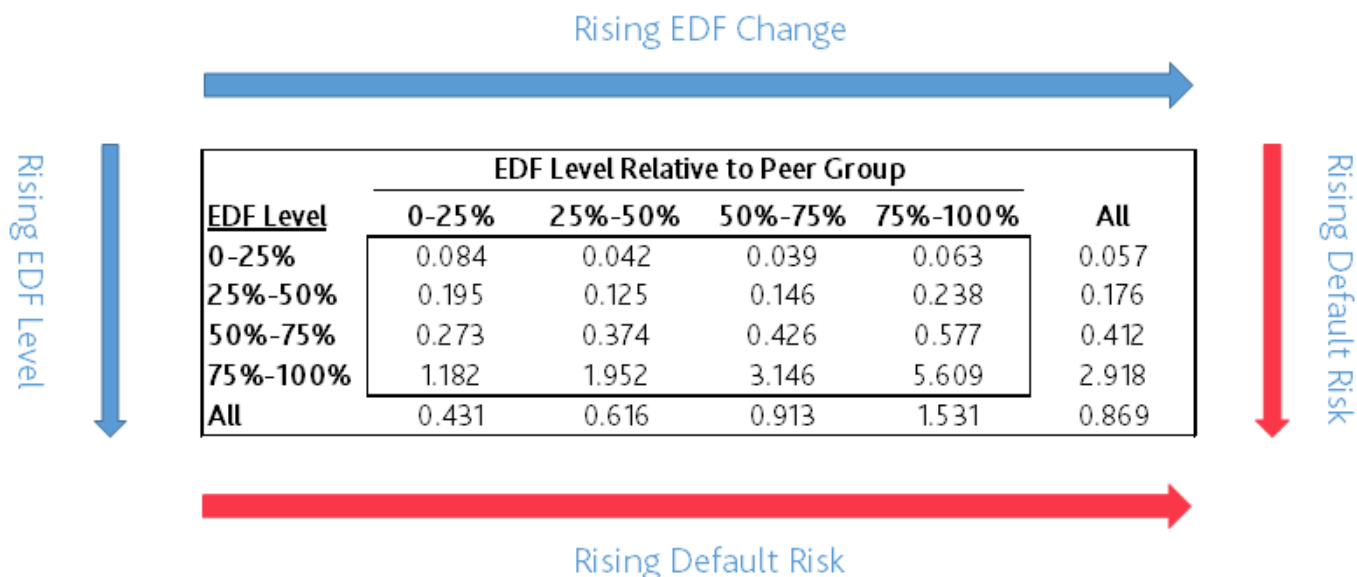 Rising EDF Change
Rising EDF Level
EDF Level Relative to Peer Group
EDF Level 0-25% 25%-50% 50%-75% 75%-100% All
0-25% 0.084 0.042 0.039 0.063 0.057
25%-50% 0.195 0.125 0.146 0.238 0.176
50%-75% 0.273 0.374 0.426 0.577 0.412
75%-100% 1.182 1.952 3.146 5.609 2.918
All 0.431 0.616 0.913 1.531 0.869
Rising Default Risk
Rising Default Risk